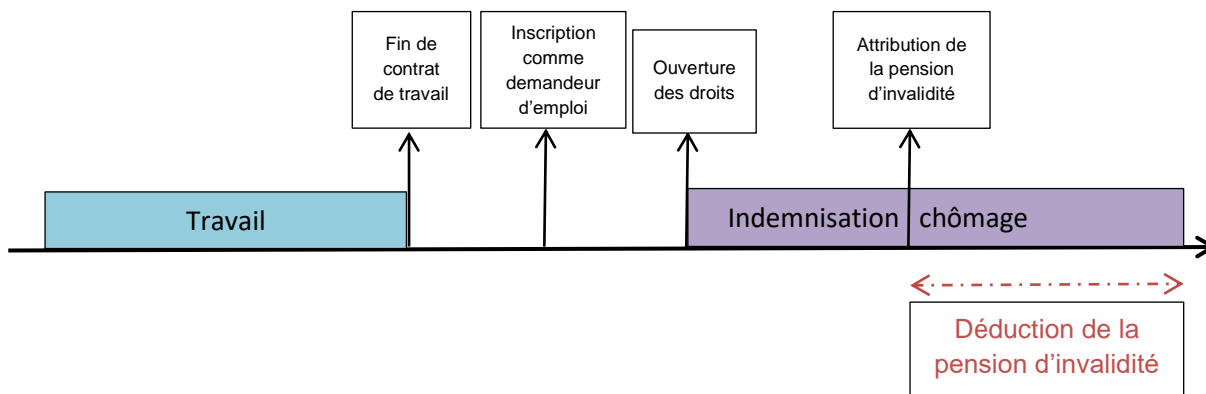 Fin de
contrat
de travail
Inscription
comme
demandeur
d'emploi
Ouverture
des droits
Attribution de
la pension
d'invalidité
Travail
Indemnisation chômage
Déduction de la
pension d'invalidité